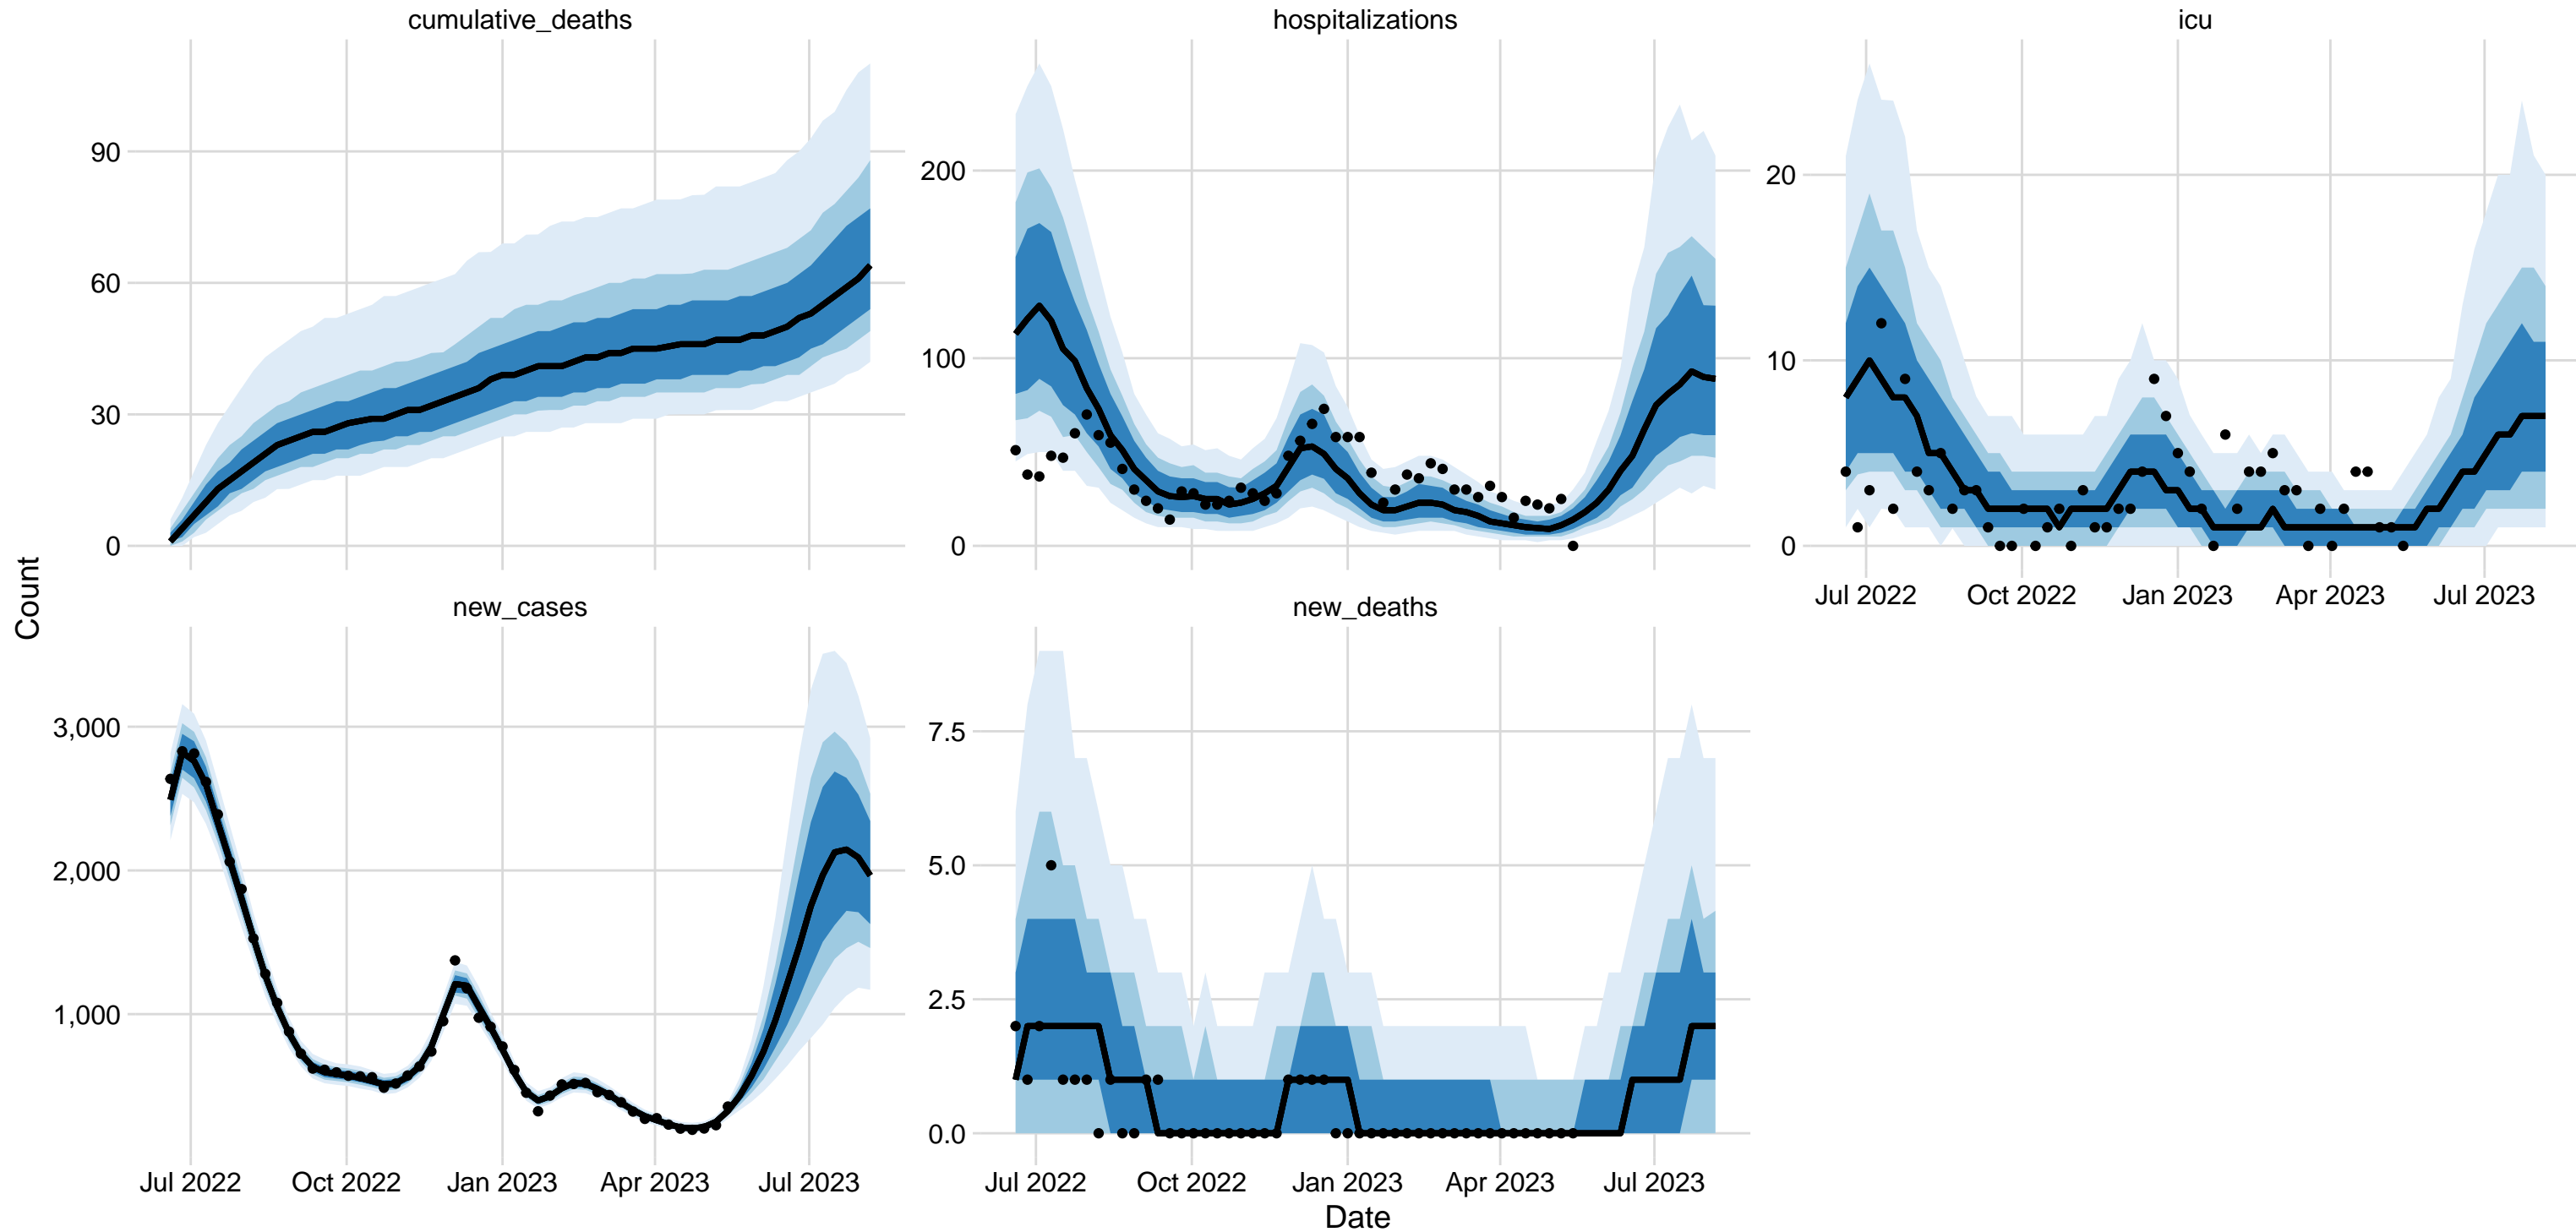 cumulative_deaths
hospitalizations
icu
90
60
30
0
200
100
0
20
10
0
Jul 2022 Oct 2022 Jan 2023 Apr 2023 Jul 2023
Count
new_cases
new_deaths
3,000
2,000
1,000
7.5
5.0
2.5
0.0
Jul 2022 Oct 2022 Jan 2023 Apr 2023 Jul 2023
Jul 2022 Oct 2022 Jan 2023 Apr 2023 Jul 2023
Date